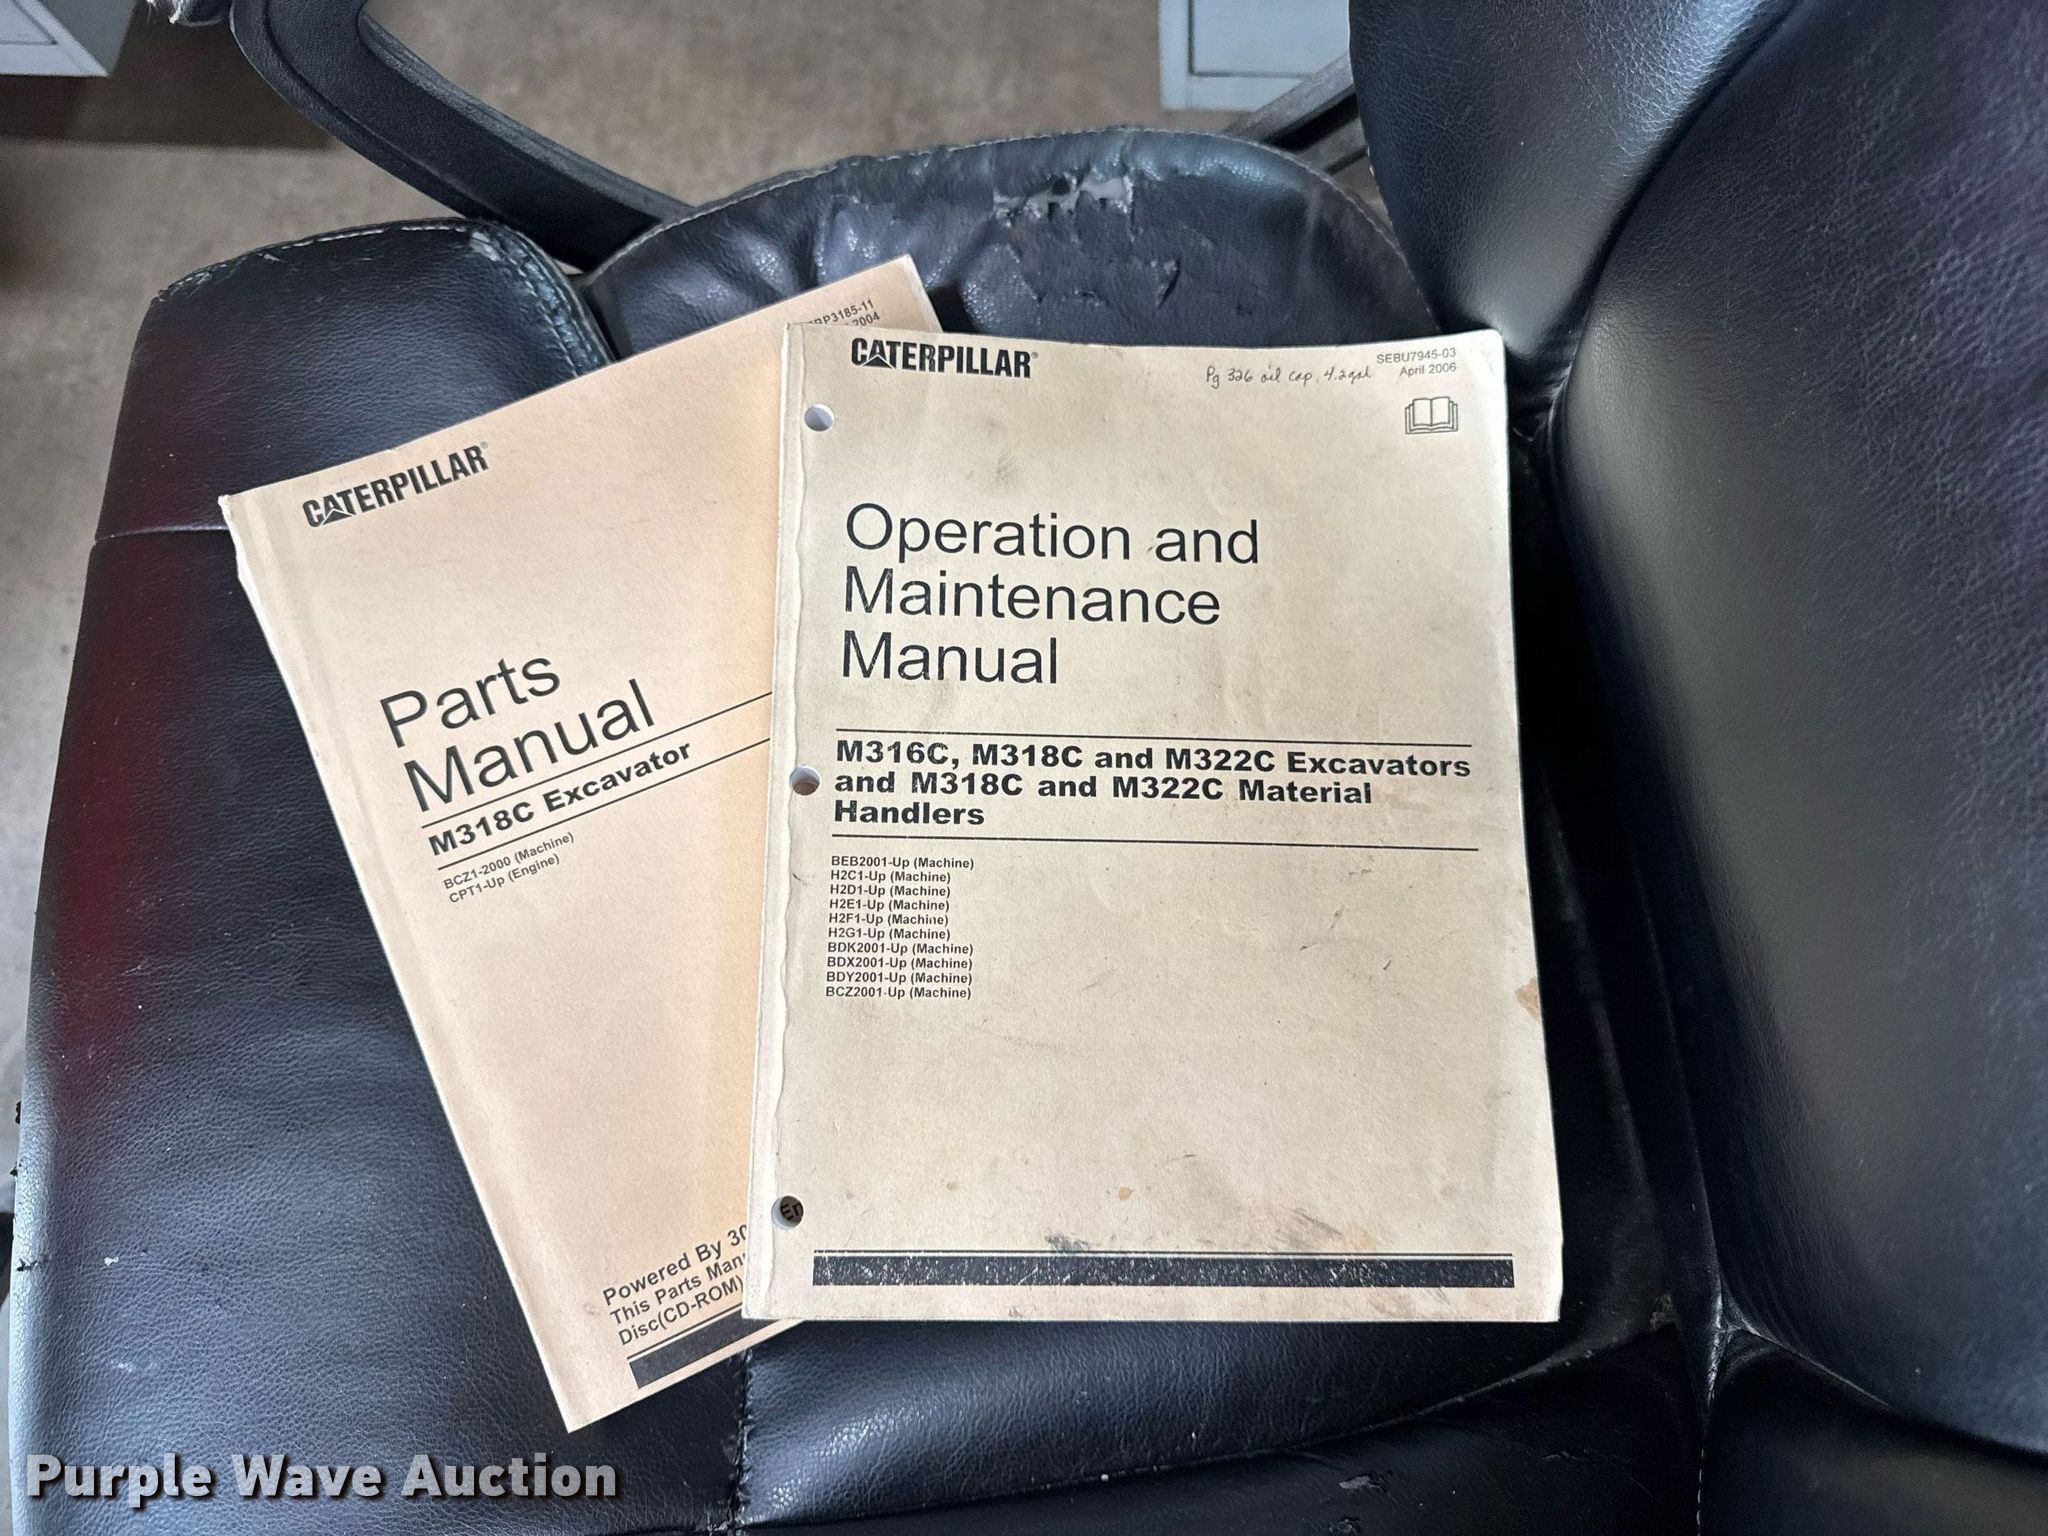 CATERPILLAR®
RP3185-11
2004
Parts
Manual
M318C Excavator
BCZ1-2000 (Machine)
CPT1-Up (Engine)
Powered By
This Parts
Disc(CD-ROM)
CATERPILLAR®
SEBU7945-03
April 2006
Pg 326 oil cap. 4.2gal
Operation and
Maintenance
Manual
M316C, M318C and M322C Excavators
and M318C and M322C Material
Handlers
BEB2001-Up (Machine)
H2C1-Up (Machine)
H2D1-Up (Machine)
H2E1-Up (Machine)
H2F1-Up (Machine)
H2G1-Up (Machine)
BDK2001-Up (Machine)
BDX2001-Up (Machine)
BDY2001-Up (Machine)
BCZ2001-Up (Machine)
En
Purple Wave Auction